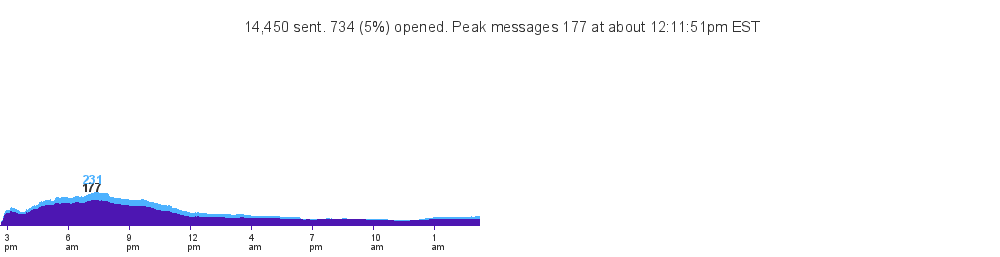 14,450 sent. 734 (5%) opened. Peak messages 177 at about 12:11:51pm EST
231
177
3 6 9 12 4 7 10 1
pm am pm pm am pm am am